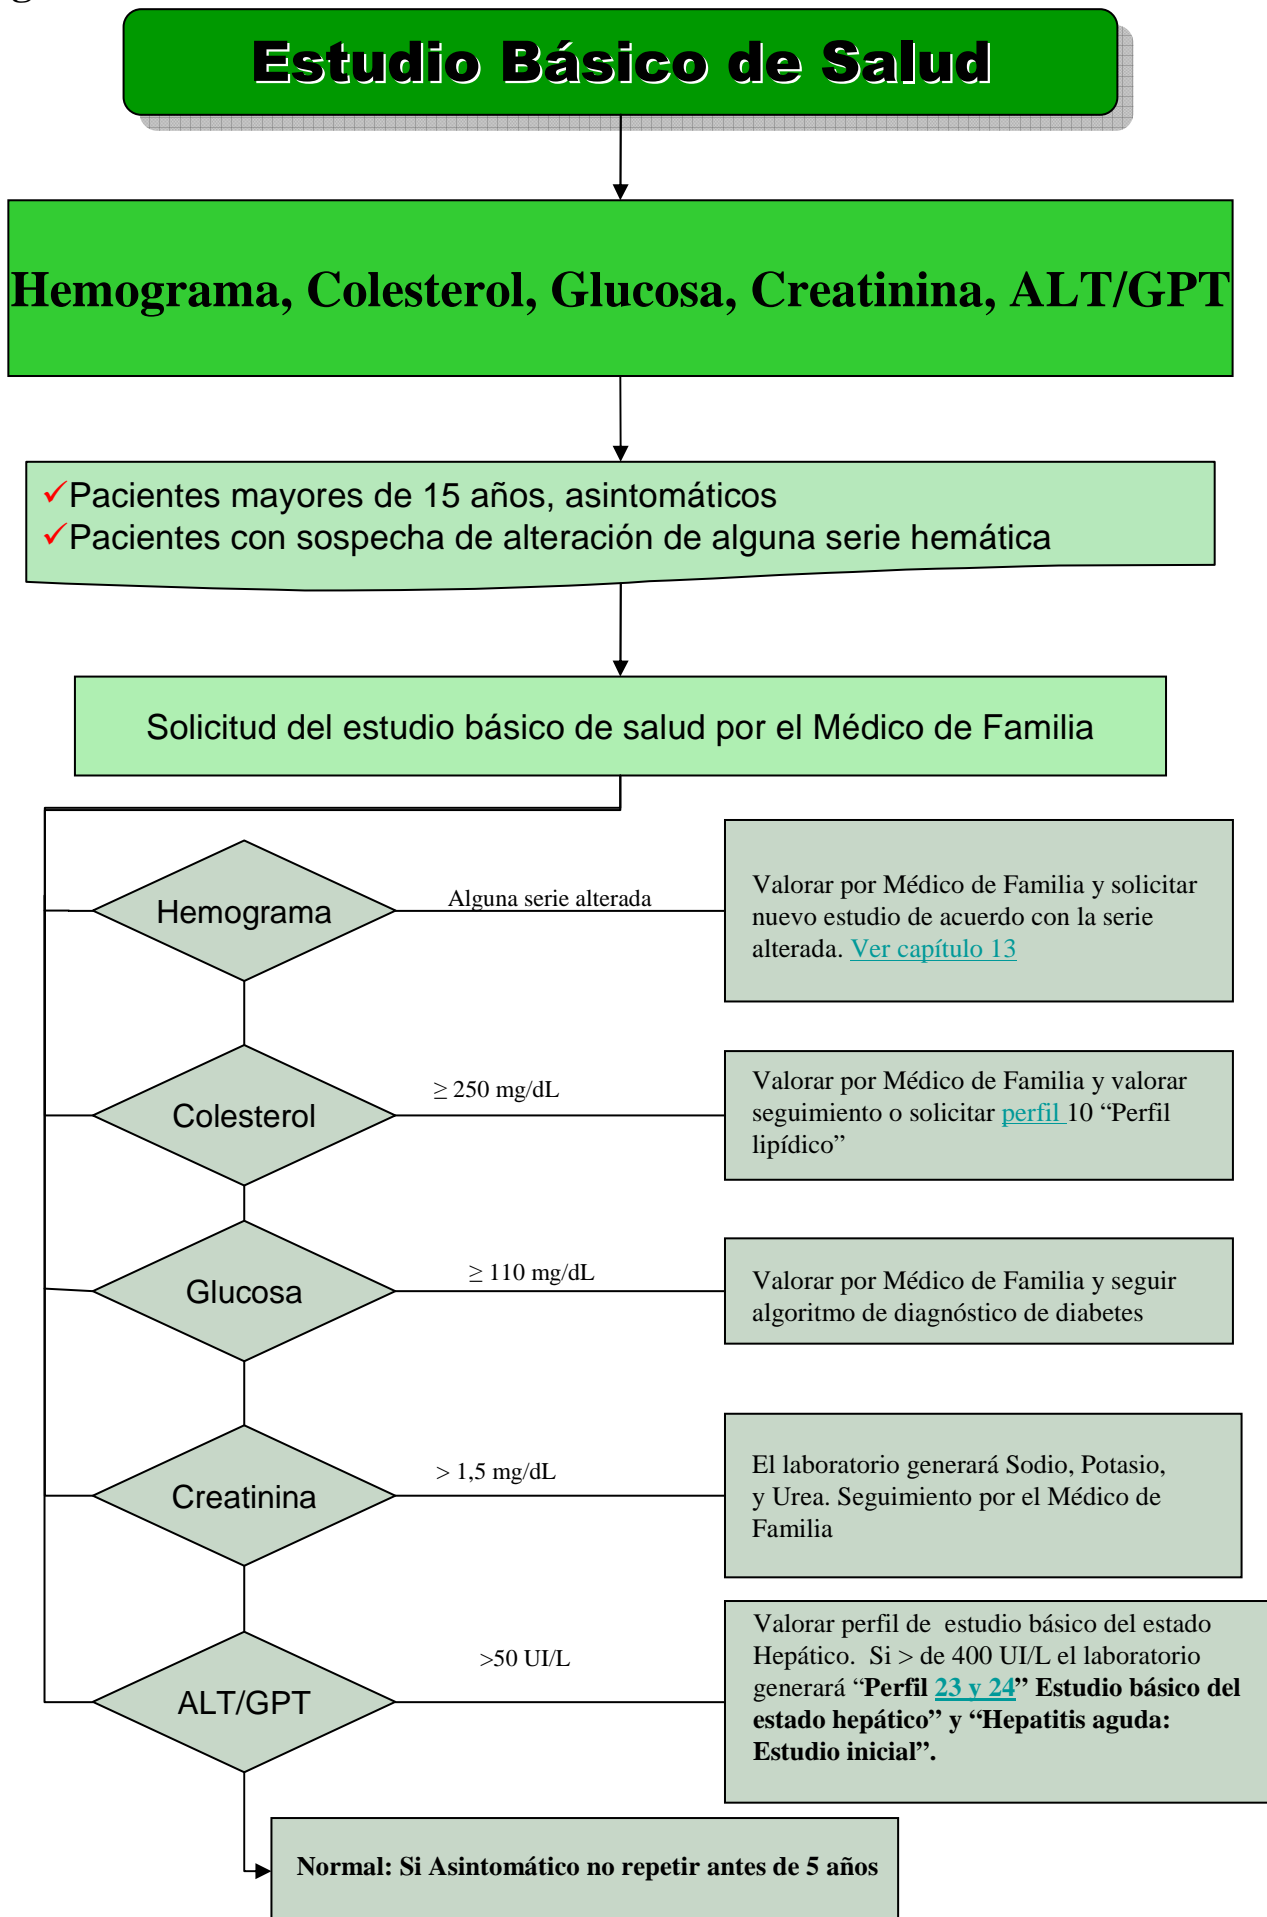 Estudio Básico de Salud
Hemograma, Colesterol, Glucosa, Creatinina, ALT/GPT
✓Pacientes mayores de 15 años, asintomáticos
✓Pacientes con sospecha de alteración de alguna serie hemática
Solicitud del estudio básico de salud por el Médico de Familia
Hemograma
Alguna serie alterada
Valorar por Médico de Familia y solicitar
nuevo estudio de acuerdo con la serie
alterada. Ver capítulo 13
Colesterol
≥ 250 mg/dL
Valorar por Médico de Familia y valorar
seguimiento o solicitar perfil 10 “Perfil
lipídico”
Glucosa
≥ 110 mg/dL
Valorar por Médico de Familia y seguir
algoritmo de diagnóstico de diabetes
Creatinina
> 1,5 mg/dL
El laboratorio generará Sodio, Potasio,
y Urea. Seguimiento por el Médico de
Familia
ALT/GPT
>50 UI/L
Valorar perfil de estudio básico del estado
Hepático. Si > de 400 UI/L el laboratorio
generará “Perfil 23 y 24” Estudio básico del
estado hepático” y “Hepatitis aguda:
Estudio inicial”.
Normal: Si Asintomático no repetir antes de 5 años